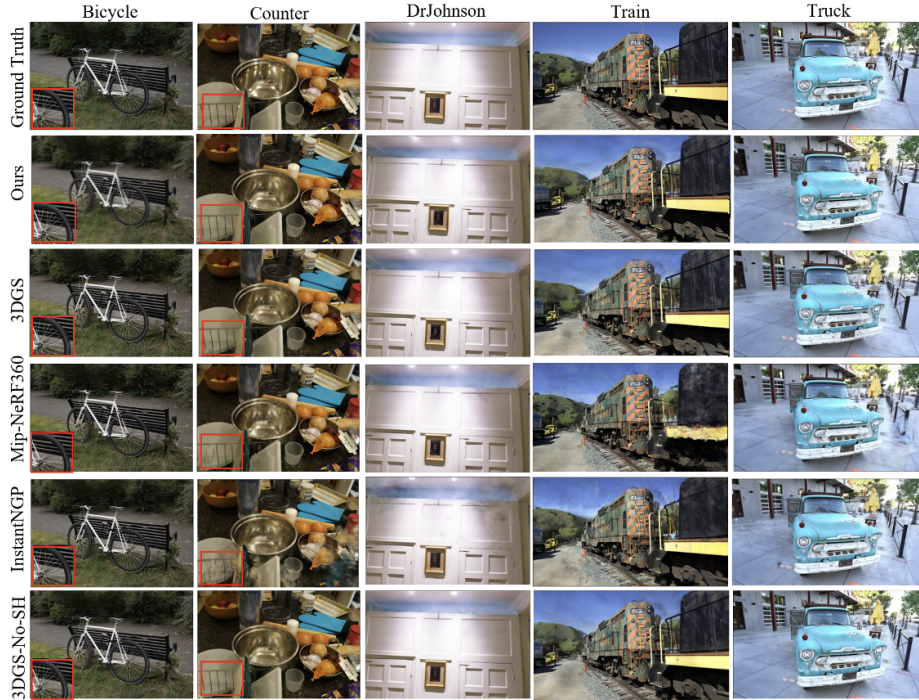 Bicycle Counter DrJohnson Train Truck
Ground Truth
Ours
3DGS
Mip-NeRF360
InstantNGP
3DGS-No-SH